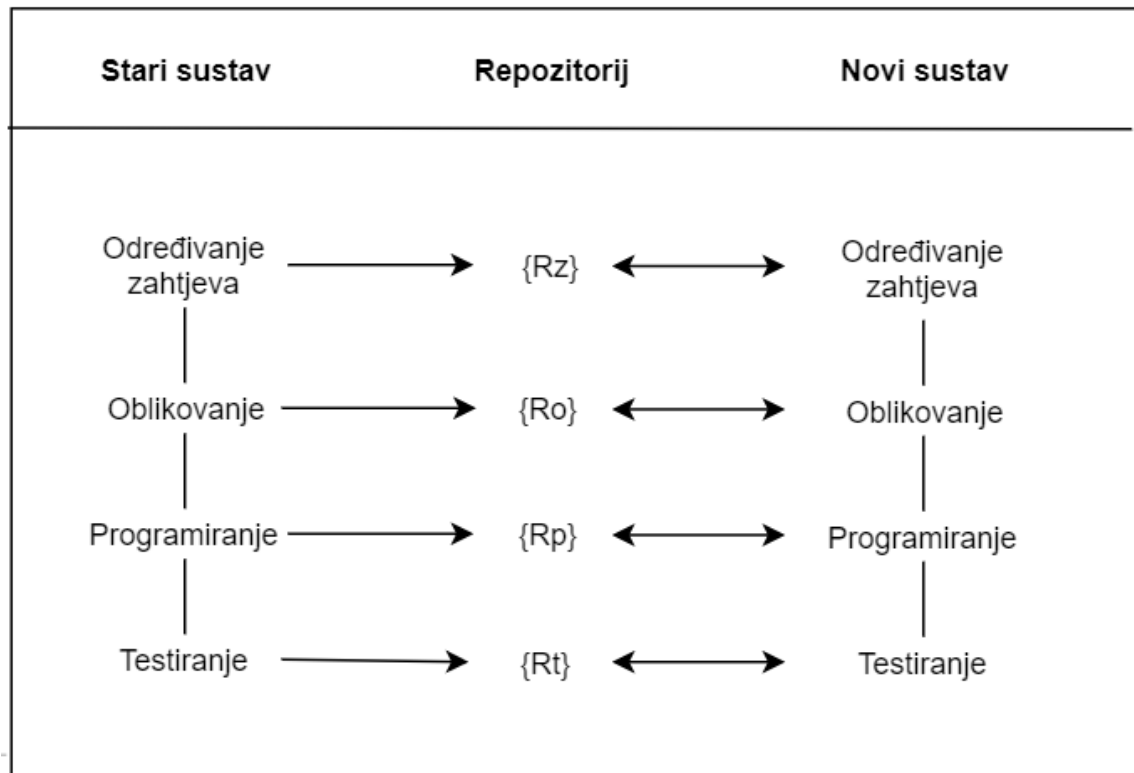 Stari sustav Repozitorij Novi sustav
Određivanje
zahtjeva
{Rz}
Određivanje
zahtjeva
Oblikovanje {Ro} Oblikovanje
Programiranje {Rp} Programiranje
Testiranje {Rt} Testiranje